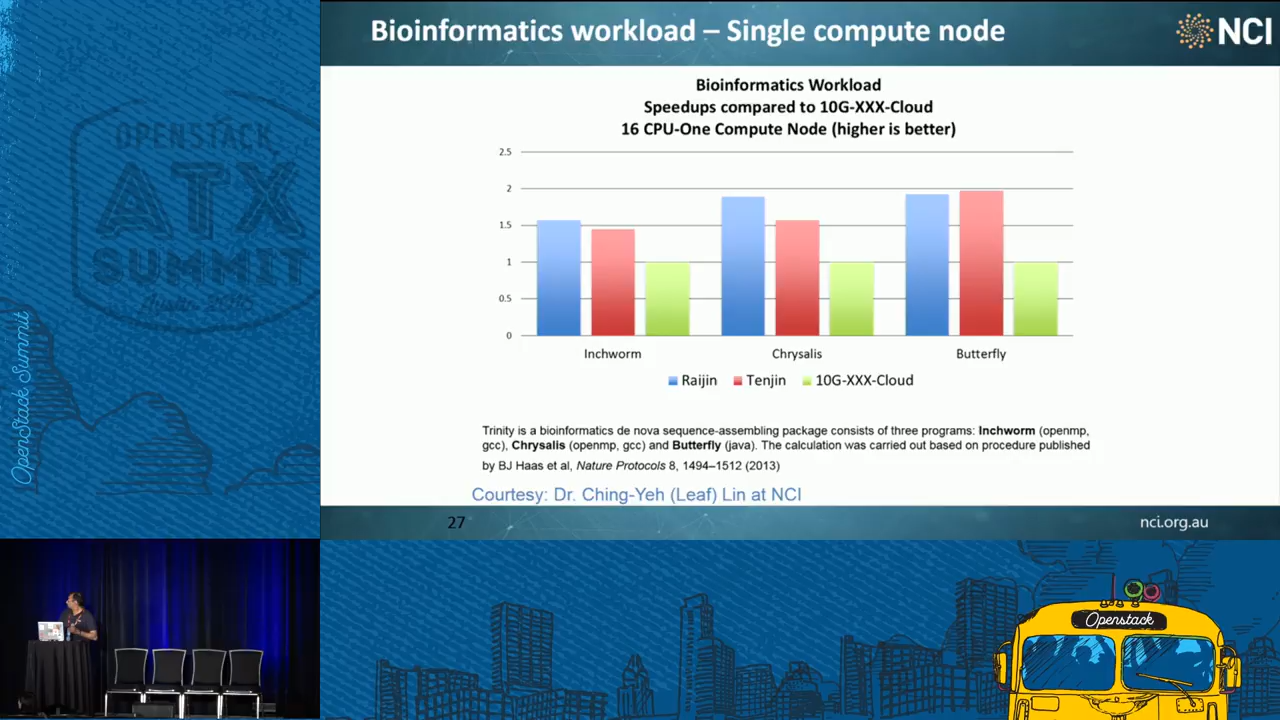 Bioinformatics workload – Single compute node
NCI
Bioinformatics Workload
Speedups compared to 10G-XXX-Cloud
16 CPU-One Compute Node (higher is better)
2.5
2
1.5
1
0.5
0
Inchworm
Chrysalis
Butterfly
Raijin
Tenjin
10G-XXX-Cloud
Trinity is a bioinformatics de nova sequence-assembling package consists of three programs: Inchworm (openmp,
gcc), Chrysalis (openmp, gcc) and Butterfly (java). The calculation was carried out based on procedure published
by BJ Haas et al, Nature Protocols 8, 1494–1512 (2013)
Courtesy: Dr. Ching-Yeh (Leaf) Lin at NCI
27
nci.org.au
OPENSTACK
ATX
SUMMIT
OpenStack Summit
Openstack